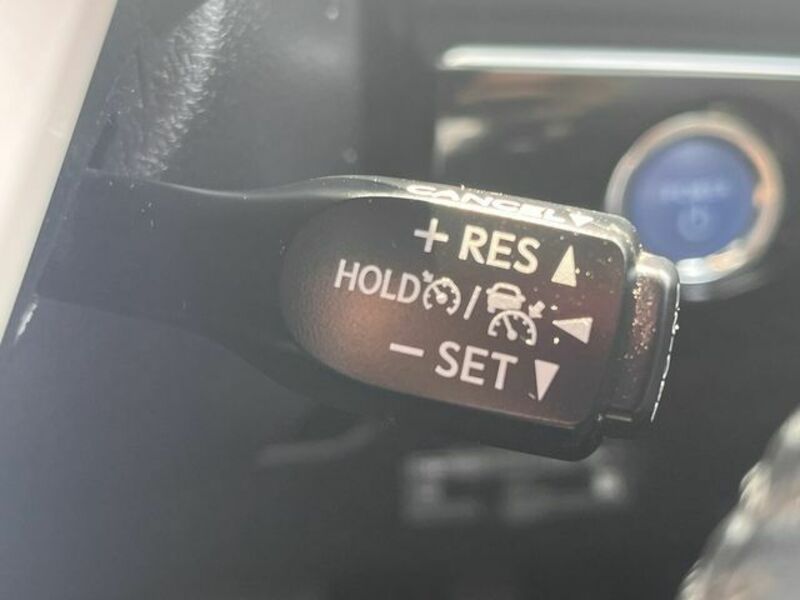 CANCEL
+ RES
HOLD /
- SET